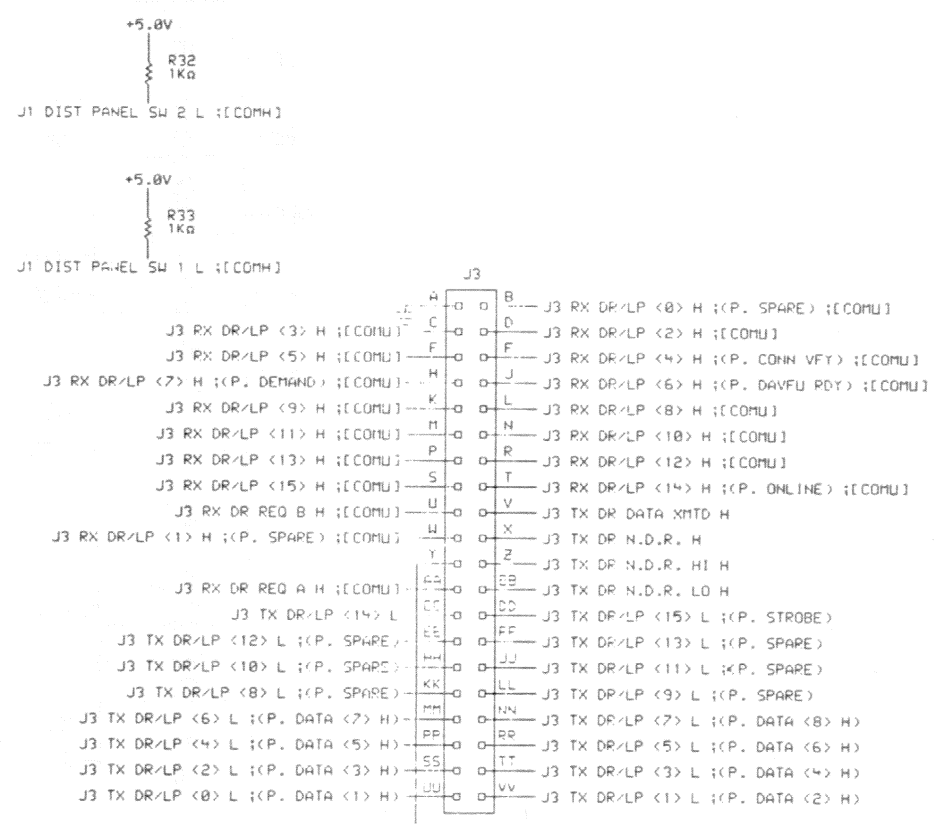 +5.0V
R32
1KΩ
J1 DIST PANEL SW 2 L ;[COMH]
+5.0V
R33
1KΩ
J1 DIST PANEL SW 1 L ;[COMH]
J3
A B J3 RX DR/LP <0> H ;(P. SPARE) ;[COMU]
J3 RX DR/LP <3> H ;[COMU] C D J3 RX DR/LP <2> H ;[COMU]
J3 RX DR/LP <5> H ;[COMU] E F J3 RX DR/LP <4> H ;(P. CONN VFY) ;[COMU]
J3 RX DR/LP <7> H ;(P. DEMAND) ;[COMU] H J J3 RX DR/LP <6> H ;(P. DAVFU RDY) ;[COMU]
J3 RX DR/LP <9> H ;[COMU] K L J3 RX DR/LP <8> H ;[COMU]
J3 RX DR/LP <11> H ;[COMU] M N J3 RX DR/LP <10> H ;[COMU]
J3 RX DR/LP <13> H ;[COMU] P R J3 RX DR/LP <12> H ;[COMU]
J3 RX DR/LP <15> H ;[COMU] S T J3 RX DR/LP <14> H ;(P. ONLINE) ;[COMU]
J3 RX DR REQ B H ;[COMU] U V J3 TX DR DATA XMTD H
J3 RX DR/LP <1> H ;(P. SPARE) ;[COMU] W X J3 TX DR N.D.R. H
Y Z J3 TX DR N.D.R. HI H
J3 RX DR REQ A H ;[COMU] AA BB J3 TX DR N.D.R. LO H
J3 TX DR/LP <14> L CC DD J3 TX DR/LP <15> L ;(P. STROBE)
J3 TX DR/LP <12> L ;(P. SPARE) EE FF J3 TX DR/LP <13> L ;(P. SPARE)
J3 TX DR/LP <10> L ;(P. SPARE) HH JJ J3 TX DR/LP <11> L ;(P. SPARE)
J3 TX DR/LP <8> L ;(P. SPARE) KK LL J3 TX DR/LP <9> L ;(P. SPARE)
J3 TX DR/LP <6> L ;(P. DATA <7> H) MM NN J3 TX DR/LP <7> L ;(P. DATA <8> H)
J3 TX DR/LP <4> L ;(P. DATA <5> H) PP RR J3 TX DR/LP <5> L ;(P. DATA <6> H)
J3 TX DR/LP <2> L ;(P. DATA <3> H) SS TT J3 TX DR/LP <3> L ;(P. DATA <4> H)
J3 TX DR/LP <0> L ;(P. DATA <1> H) UU VV J3 TX DR/LP <1> L ;(P. DATA <2> H)